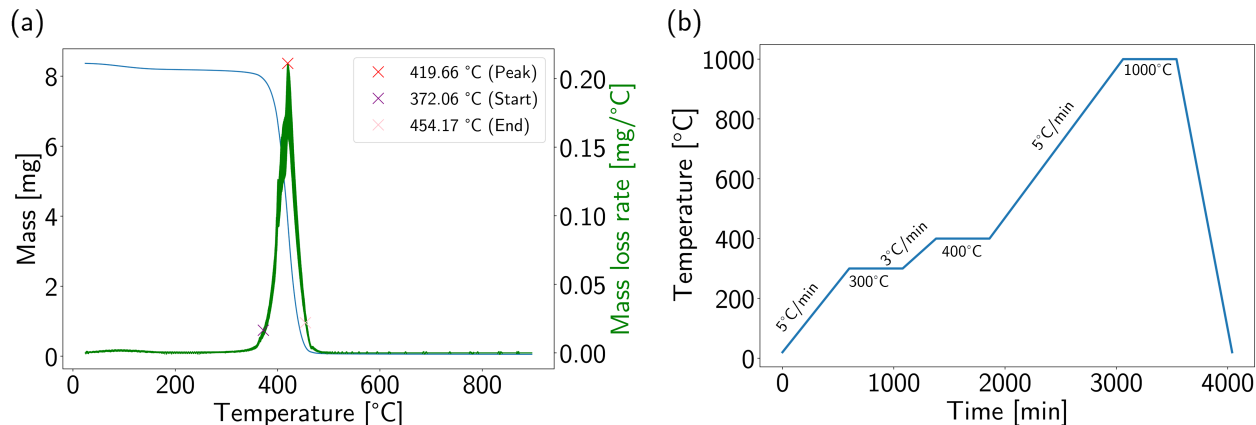 (a)
8
6
4
2
0
Mass [mg]
0
200
400
600
800
Temperature [°C]
419.66 °C (Peak)
372.06 °C (Start)
454.17 °C (End)
0.20
0.15
0.10
0.05
0.00
Mass loss rate [mg/°C]
(b)
1000
800
600
400
200
0
Temperature [°C]
5°C/min
300°C
3°C/min
400°C
5°C/min
1000°C
0
1000
2000
3000
4000
Time [min]